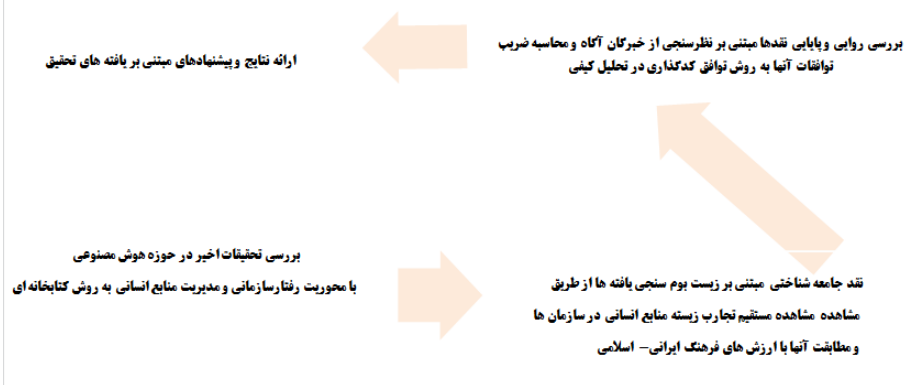 بررسی روایی و پایایی نقدها مبتنی بر نظرسنجی از خبرگان آگاه و محاسبه ضریب
توافقات آنها به روش توافق کدگذاری در تحلیل کیفی
ارائه نتایج و پیشنهادهای مبتنی بر یافته های تحقیق
بررسی تحقیقات اخیر در حوزه هوش مصنوعی
با محوریت رفتارسازمانی و مدیریت منابع انسانی به روش کتابخانه ای
نقد جامعه شناختی مبتنی بر زیست بوم سنجی یافته ها از طریق
مشاهده مشاهده مستقیم تجارب زیسته منابع انسانی در سازمان ها
و مطابقت آنها با ارزش های فرهنگ ایرانی– اسلامی